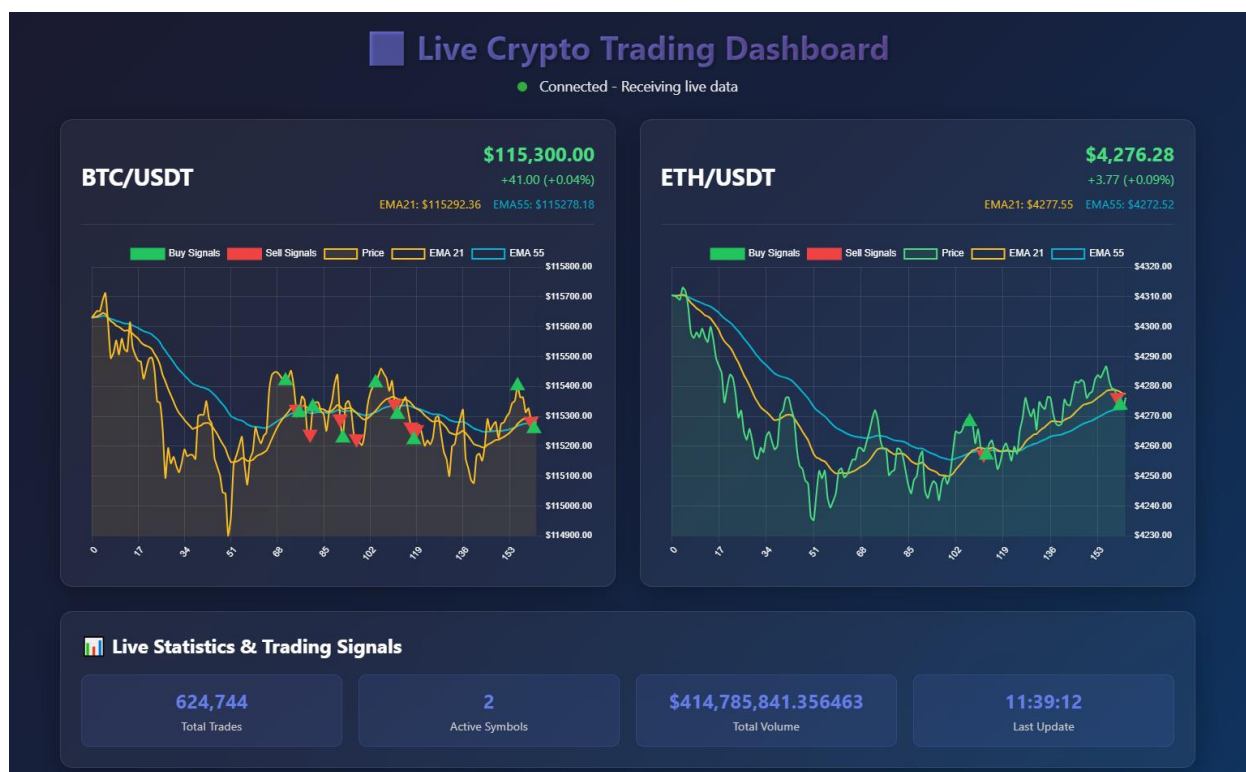 Live Crypto Trading Dashboard
Connected - Receiving live data
BTC/USDT
$115,300.00
+41.00 (+0.04%)
EMA21: $115292.36 EMA55: $115278.18
Buy Signals Sell Signals Price EMA 21 EMA 55
$115800.00
$115700.00
$115600.00
$115500.00
$115400.00
$115300.00
$115200.00
$115100.00
$115000.00
$114900.00
0 17 34 51 68 85 102 119 136 153
ETH/USDT
$4,276.28
+3.77 (+0.09%)
EMA21: $4277.55 EMA55: $4272.52
Buy Signals Sell Signals Price EMA 21 EMA 55
$4320.00
$4310.00
$4300.00
$4290.00
$4280.00
$4270.00
$4260.00
$4250.00
$4240.00
$4230.00
0 17 34 51 68 85 102 119 136 153
Live Statistics & Trading Signals
624,744
Total Trades
2
Active Symbols
$414,785,841.356463
Total Volume
11:39:12
Last Update